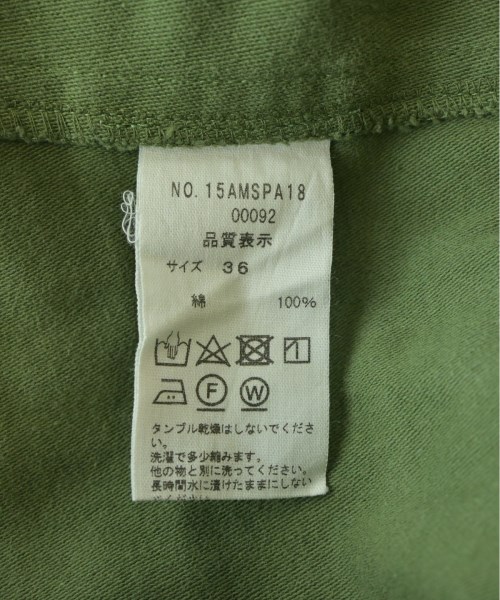 NO. 15AMSPA18
00092
品質表示
サイズ 36
綿 100%
F W
タンブル乾燥はしないでくださ
い。
洗濯で多少縮みます。
他の物と別に洗ってください。
長時間水に漬けたままにしない